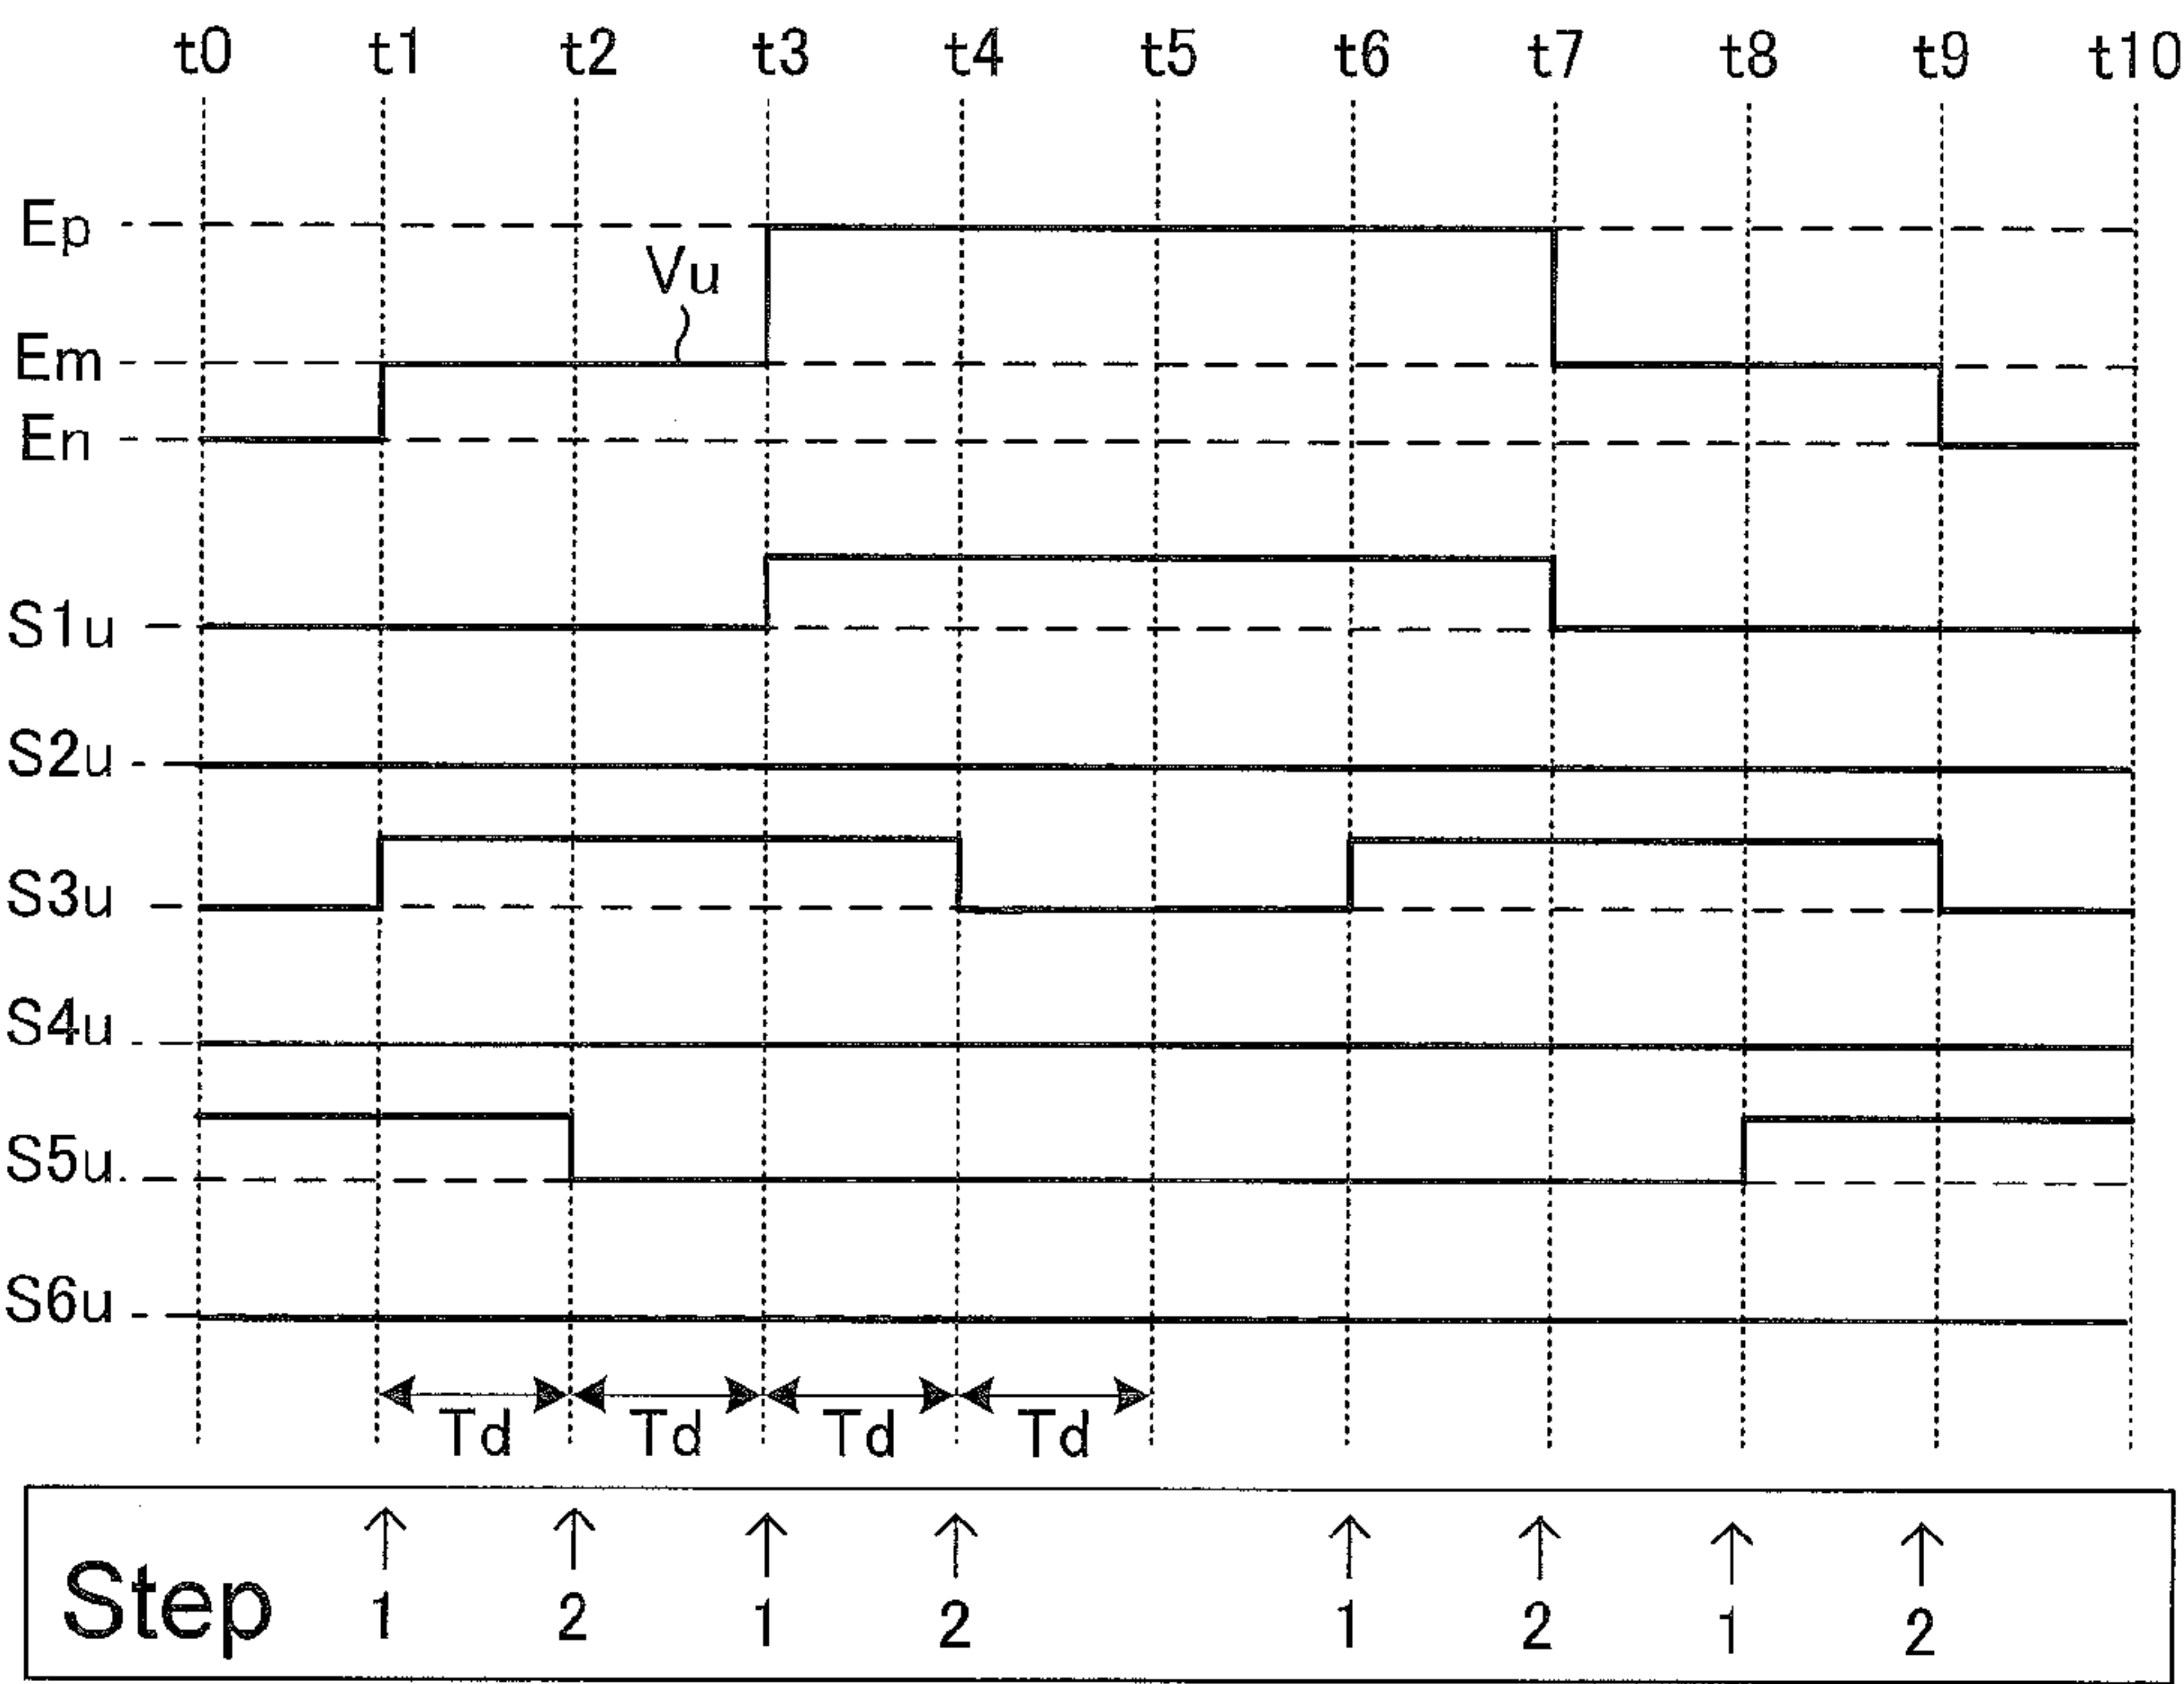 t0 t1 t2 t3 t4 t5 t6 t7 t8 t9 t10
Ep
Vu
Em
En
S1u
S2u
S3u
S4u
S5u
S6u
Td Td Td Td
Step 1 2 1 2 1 2 1 2